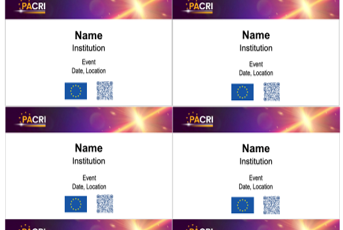 PACRI
PACRI
Name
Institution
Event
Date, Location
Name
Institution
Event
Date, Location
PACRI
PACRI
Name
Institution
Event
Date, Location
Name
Institution
Event
Date, Location
PACRI
PACRI